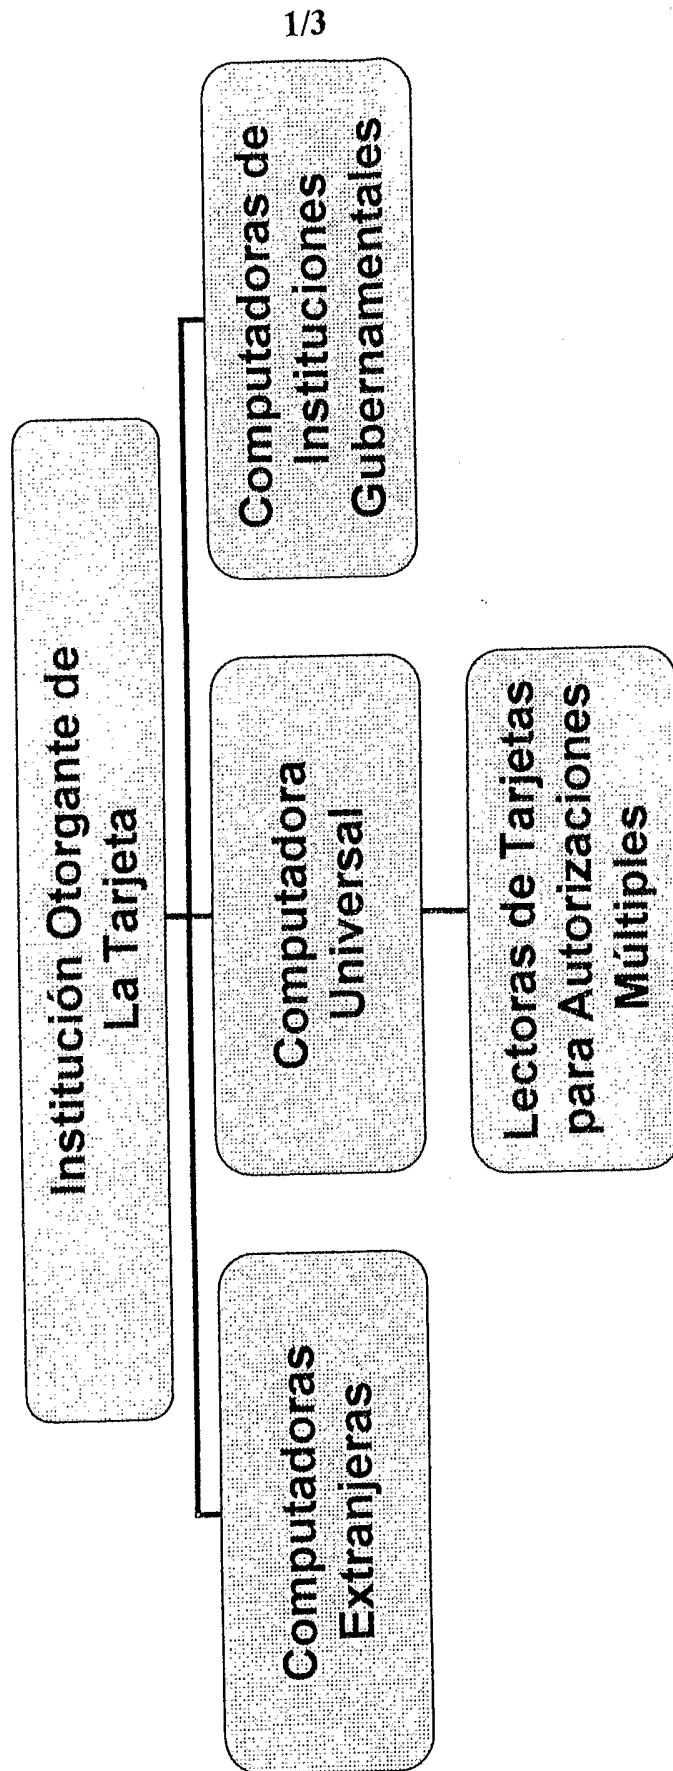 1/3
Institución Otorgante de
La Tarjeta
Computadoras
Extranjeras
Computadora
Universal
Computadoras de
Instituciones
Gubernamentales
Lectoras de Tarjetas
para Autorizaciones
Múltiples